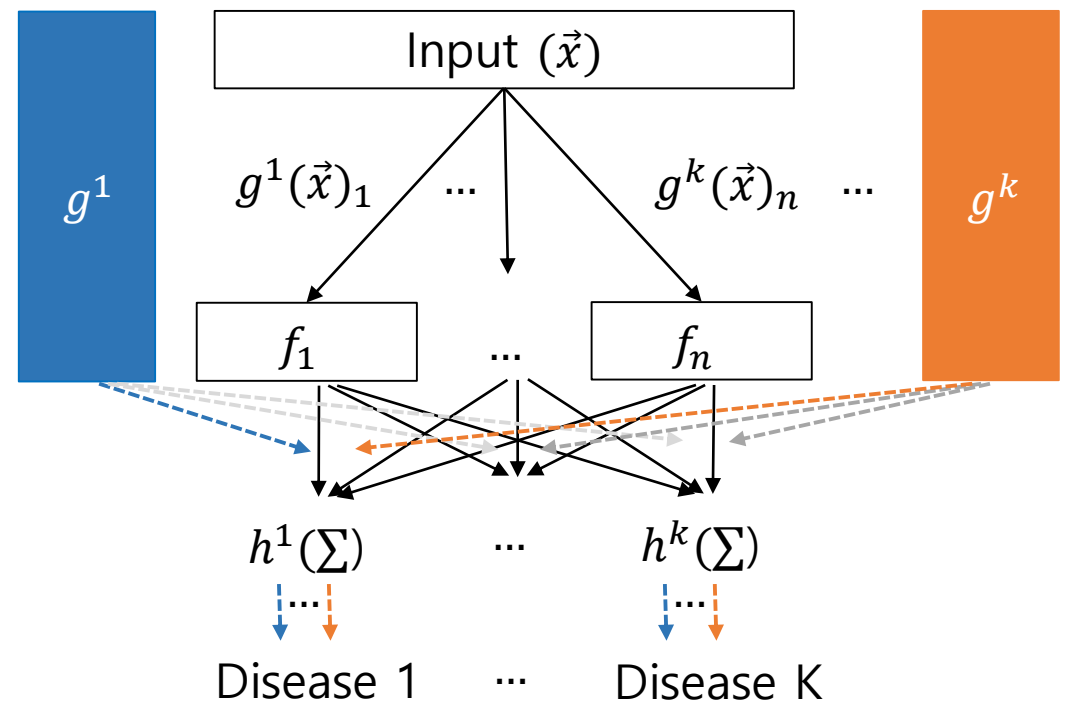 Input (x⃗)
g¹
g¹(x⃗)₁ ... gᵏ(x⃗)ₙ ...
gᵏ
f₁ ... fₙ
h¹(∑) ... hᵏ(∑)
... ...
Disease 1 ... Disease K